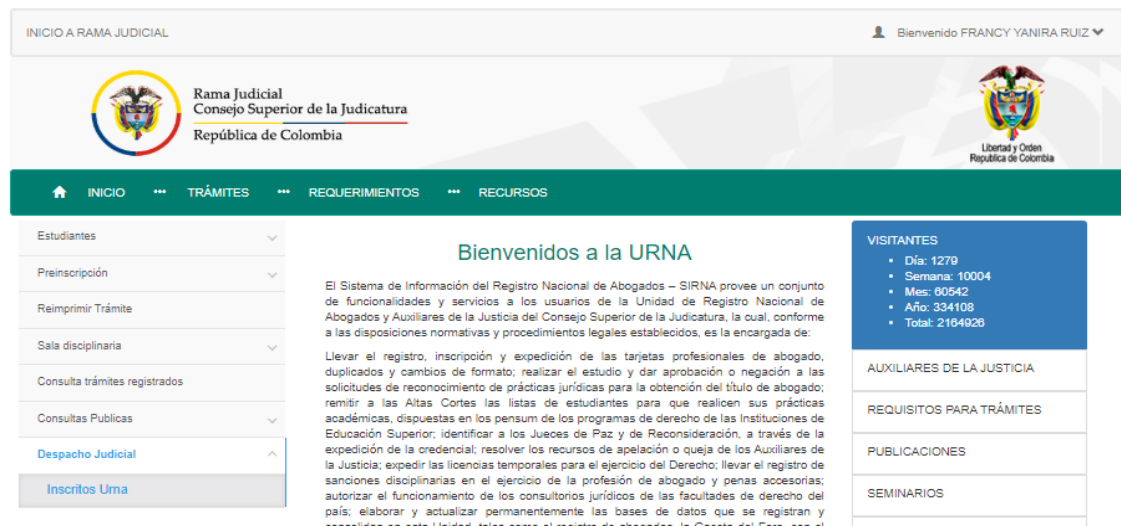 INICIO A RAMA JUDICIAL
Bienvenido FRANCY YANIRA RUIZ
Rama Judicial
Consejo Superior de la Judicatura
República de Colombia
Libertad y Orden
Republica de Colombia
INICIO ••• TRÁMITES ••• REQUERIMIENTOS ••• RECURSOS
Estudiantes
Preinscripción
Reimprimir Trámite
Sala disciplinaria
Consulta trámites registrados
Consultas Publicas
Despacho Judicial
Inscritos Urna
Bienvenidos a la URNA
El Sistema de Información del Registro Nacional de Abogados – SIRNA provee un conjunto
de funcionalidades y servicios a los usuarios de la Unidad de Registro Nacional de
Abogados y Auxiliares de la Justicia del Consejo Superior de la Judicatura, la cual, conforme
a las disposiciones normativas y procedimientos legales establecidos, es la encargada de:
Llevar el registro, inscripción y expedición de las tarjetas profesionales de abogado,
duplicados y cambios de formato; realizar el estudio y dar aprobación o negación a las
solicitudes de reconocimiento de prácticas jurídicas para la obtención del título de abogado;
remitir a las Altas Cortes las listas de estudiantes para que realicen sus prácticas
académicas, dispuestas en los pensum de los programas de derecho de las Instituciones de
Educación Superior; identificar a los Jueces de Paz y de Reconsideración, a través de la
expedición de la credencial; resolver los recursos de apelación o queja de los Auxiliares de
la Justicia; expedir las licencias temporales para el ejercicio del Derecho; llevar el registro de
sanciones disciplinarias en el ejercicio de la profesión de abogado y penas accesorias;
autorizar el funcionamiento de los consultorios jurídicos de las facultades de derecho del
país; elaborar y actualizar permanentemente las bases de datos que se registran y
VISITANTES
• Día: 1279
• Semana: 10004
• Mes: 60542
• Año: 334108
• Total: 2164926
AUXILIARES DE LA JUSTICIA
REQUISITOS PARA TRÁMITES
PUBLICACIONES
SEMINARIOS